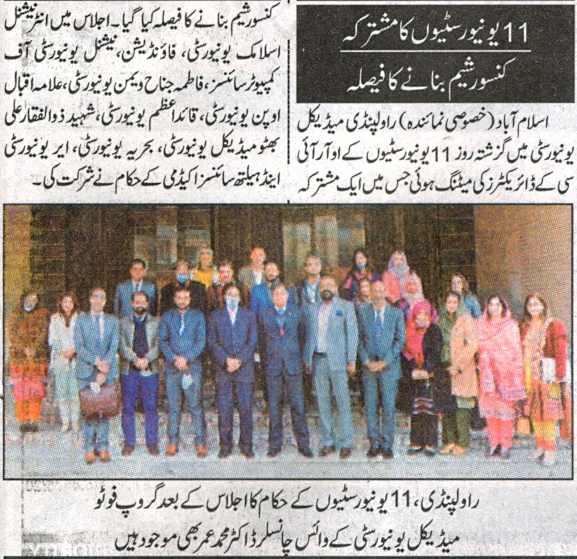 11 یونیورسٹیوں کا مشترکہ
کنسورشیم بنانے کا فیصلہ
اسلام آباد (خصوصی نمائندہ) راولپنڈی میڈیکل
یونیورسٹی میں گزشتہ روز 11 یونیورسٹیوں کے او آر آئی
سی کے ڈائریکٹرز کی میٹنگ ہوئی جس میں ایک مشترکہ
کنسورشیم بنانے کا فیصلہ کیا گیا۔ اجلاس میں انٹرنیشنل
اسلامک یونیورسٹی، فاؤنڈیشن، نیشنل یونیورسٹی آف
کمپیوٹر سائنسز، فاطمہ جناح ویمن یونیورسٹی، علامہ اقبال
اوپن یونیورسٹی، قائد اعظم یونیورسٹی، شہید ذوالفقار علی
بھٹو میڈیکل یونیورسٹی، بحریہ یونیورسٹی، ایر یونیورسٹی
اینڈ ہیلتھ سائنسز اکیڈمی کے حکام نے شرکت کی۔
راولپنڈی، 11 یونیورسٹیوں کے حکام کا اجلاس کے بعد گروپ فوٹو
میڈیکل یونیورسٹی کے وائس چانسلر ڈاکٹر محمد عمر بھی موجود ہیں